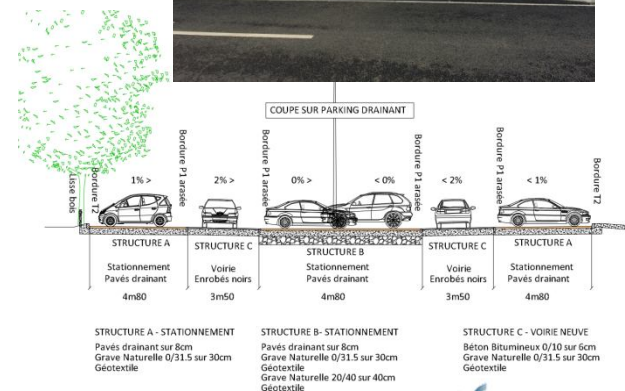 COUPE SUR PARKING DRAINANT
Lisse bois
Bordure T2
1% >
Bordure P1 arasée
2% >
Bordure P1 arasée
0% >
< 0%
Bordure P1 arasée
< 2%
Bordure P1 arasée
< 1%
Bordure T2
STRUCTURE A
STRUCTURE C
STRUCTURE B
STRUCTURE C
STRUCTURE A
Stationnement
Pavés drainant
Voirie
Enrobés noirs
Stationnement
Pavés drainant
Voirie
Enrobés noirs
Stationnement
Pavés drainant
4m80
3m50
4m80
3m50
4m80
STRUCTURE A - STATIONNEMENT
Pavés drainant sur 8cm
Grave Naturelle 0/31.5 sur 30cm
Géotextile
STRUCTURE B- STATIONNEMENT
Pavés drainant sur 8cm
Grave Naturelle 0/31.5 sur 30cm
Géotextile
Grave Naturelle 20/40 sur 40cm
Géotextile
STRUCTURE C - VOIRIE NEUVE
Béton Bitumineux 0/10 sur 6cm
Grave Naturelle 0/31.5 sur 30cm
Géotextile